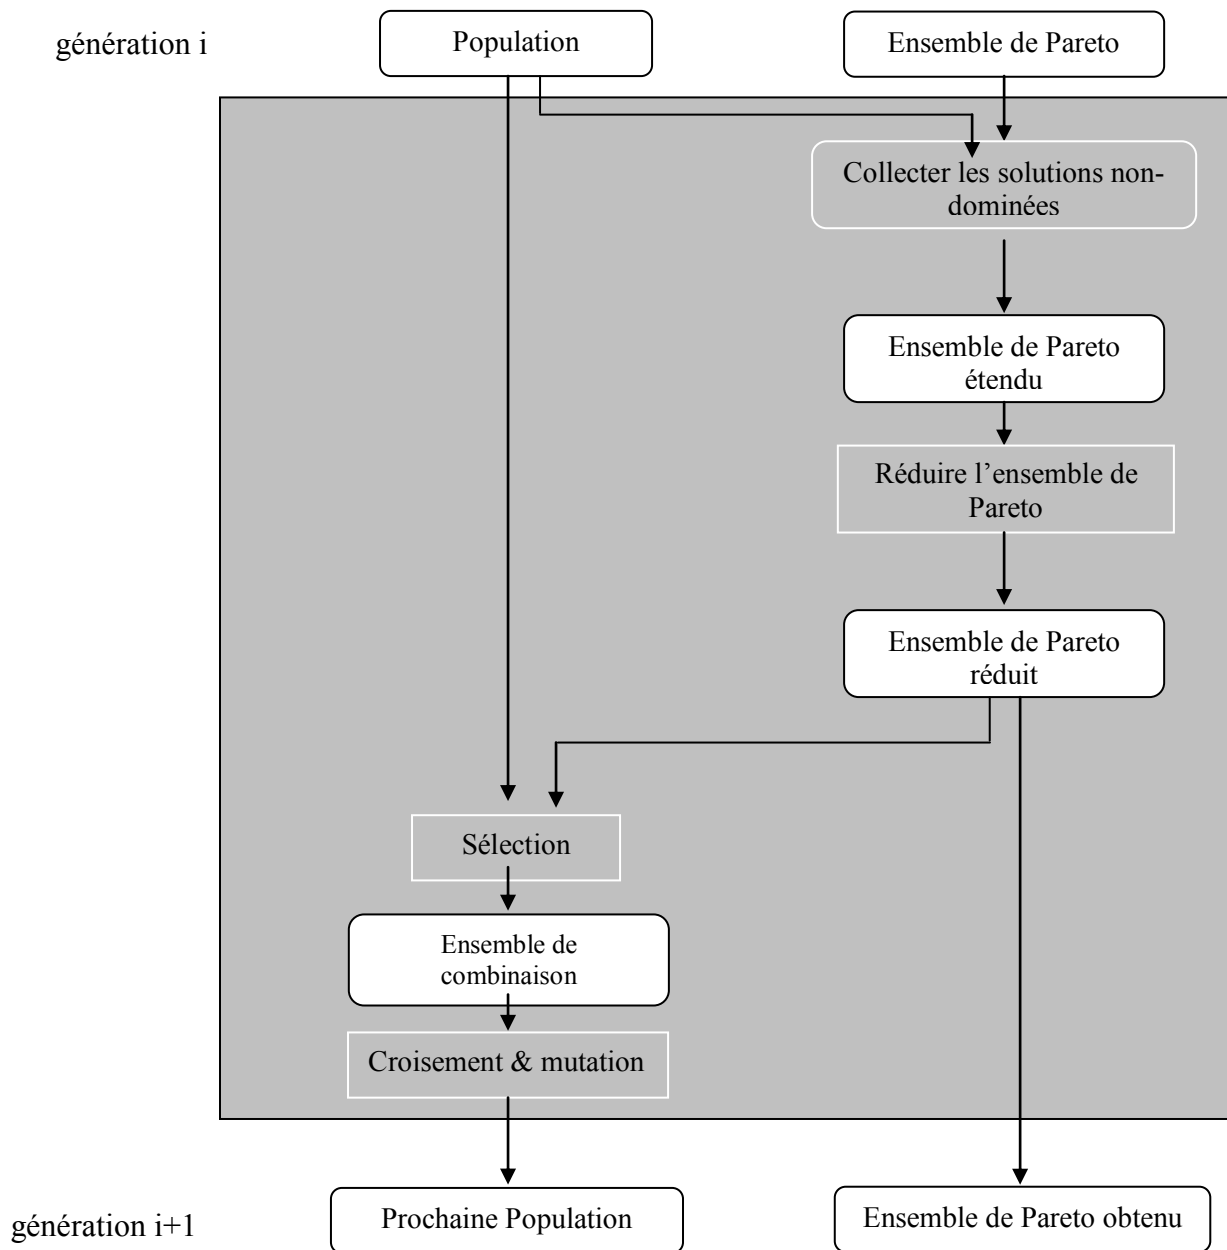 génération i
Population
Ensemble de Pareto
Collecter les solutions non-
dominées
Ensemble de Pareto
étendu
Réduire l’ensemble de
Pareto
Ensemble de Pareto
réduit
Sélection
Ensemble de
combinaison
Croisement & mutation
génération i+1
Prochaine Population
Ensemble de Pareto obtenu